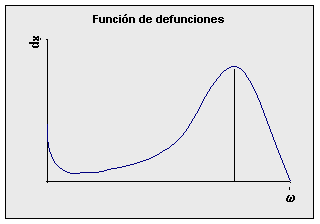 Función de defunciones
dx
ω